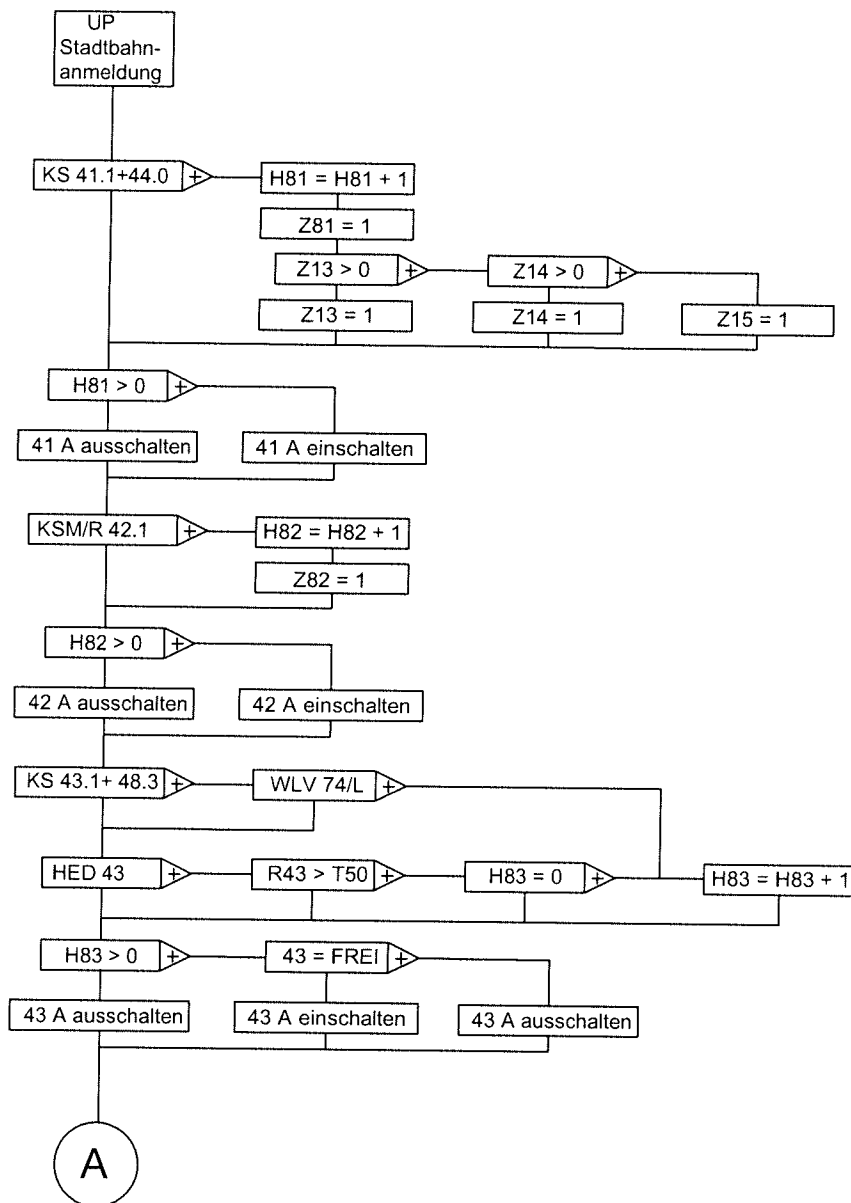 UP
Stadtbahn-
anmeldung
KS 41.1+44.0 +
H81 = H81 + 1
Z81 = 1
Z13 > 0 +
Z14 > 0 +
Z13 = 1
Z14 = 1
Z15 = 1
H81 > 0 +
41 A ausschalten
41 A einschalten
KSM/R 42.1 +
H82 = H82 + 1
Z82 = 1
H82 > 0 +
42 A ausschalten
42 A einschalten
KS 43.1+ 48.3 +
WLV 74/L +
HED 43 +
R43 > T50 +
H83 = 0 +
H83 = H83 + 1
H83 > 0 +
43 = FREI +
43 A ausschalten
43 A einschalten
43 A ausschalten
A